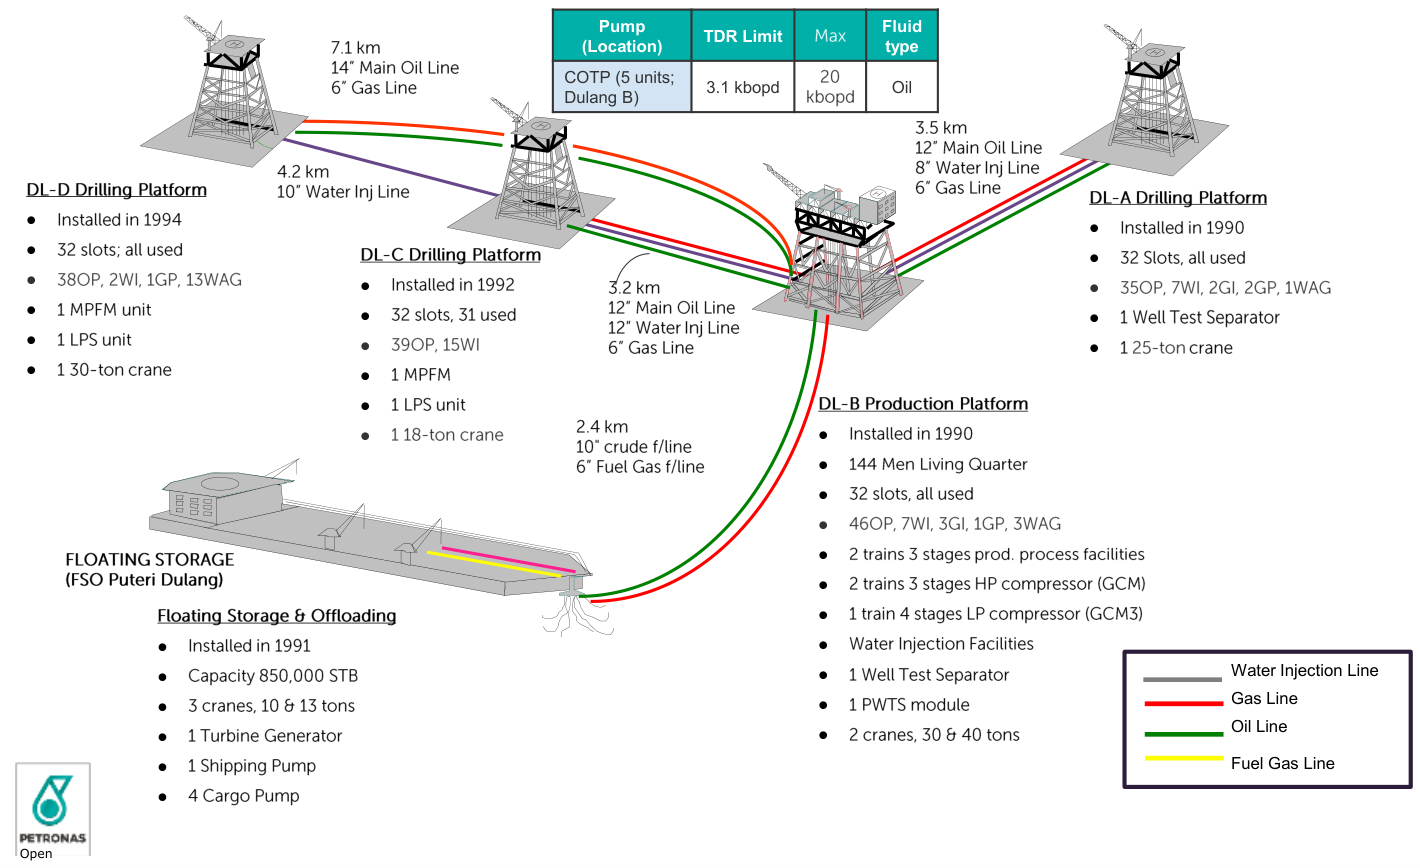 Pump
(Location)
TDR Limit
Max
Fluid
type
COTP (5 units;
Dulang B)
3.1 kbopd
20
kbopd
Oil
7.1 km
14” Main Oil Line
6” Gas Line
4.2 km
10” Water Inj Line
3.5 km
12” Main Oil Line
8” Water Inj Line
6” Gas Line
DL-D Drilling Platform
● Installed in 1994
● 32 slots; all used
● 38OP, 2WI, 1GP, 13WAG
● 1 MPFM unit
● 1 LPS unit
● 1 30-ton crane
DL-C Drilling Platform
● Installed in 1992
● 32 slots, 31 used
● 39OP, 15WI
● 1 MPFM
● 1 LPS unit
● 1 18-ton crane
3.2 km
12” Main Oil Line
12” Water Inj Line
6” Gas Line
DL-A Drilling Platform
● Installed in 1990
● 32 Slots, all used
● 35OP, 7WI, 2GI, 2GP, 1WAG
● 1 Well Test Separator
● 1 25-ton crane
2.4 km
10" crude f/line
6” Fuel Gas f/line
DL-B Production Platform
● Installed in 1990
● 144 Men Living Quarter
● 32 slots, all used
● 46OP, 7WI, 3GI, 1GP, 3WAG
● 2 trains 3 stages prod. process facilities
● 2 trains 3 stages HP compressor (GCM)
● 1 train 4 stages LP compressor (GCM3)
● Water Injection Facilities
● 1 Well Test Separator
● 1 PWTS module
● 2 cranes, 30 & 40 tons
FLOATING STORAGE
(FSO Puteri Dulang)
Floating Storage & Offloading
● Installed in 1991
● Capacity 850,000 STB
● 3 cranes, 10 & 13 tons
● 1 Turbine Generator
● 1 Shipping Pump
● 4 Cargo Pump
Water Injection Line
Gas Line
Oil Line
Fuel Gas Line
PETRONAS
Open